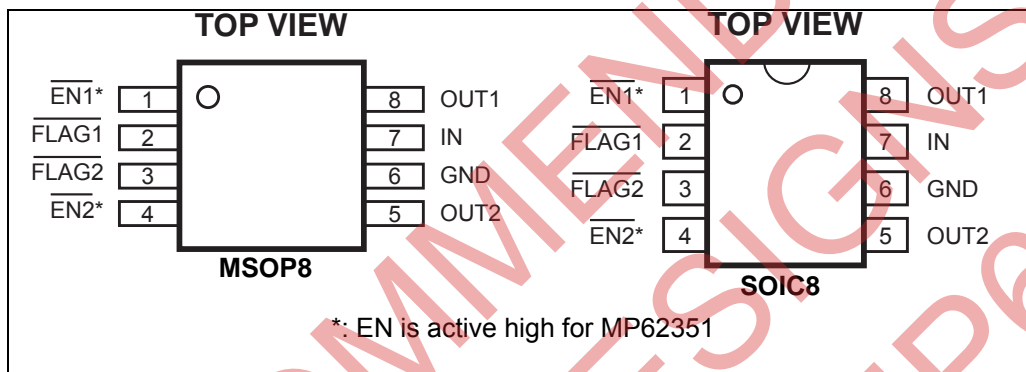 TOP VIEW
EN1* 1 8 OUT1
FLAG1 2 7 IN
FLAG2 3 6 GND
EN2* 4 5 OUT2
MSOP8
TOP VIEW
EN1* 1 8 OUT1
FLAG1 2 7 IN
FLAG2 3 6 GND
EN2* 4 5 OUT2
SOIC8
*: EN is active high for MP62351